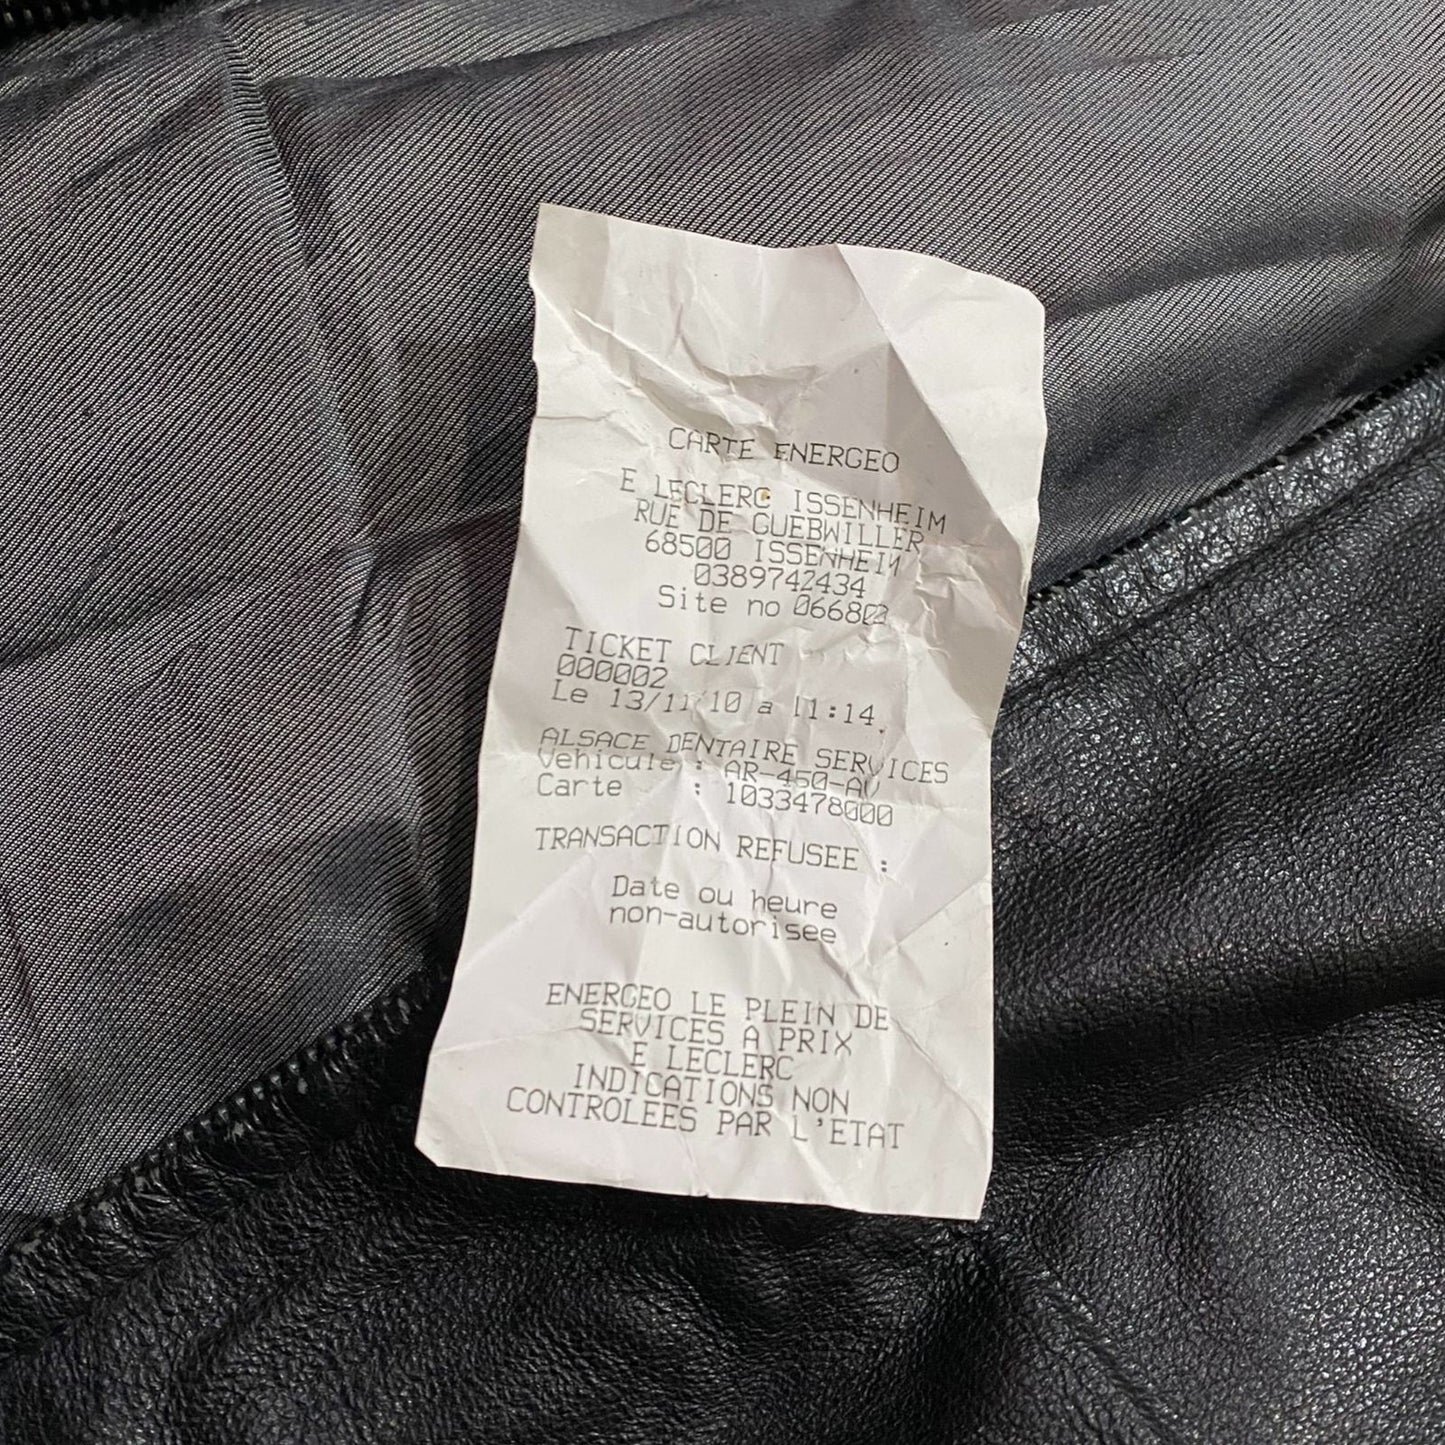 CARTE ENERGEO
E LECLERC ISSENHEIM
RUE DE GUEBWILLER
68500 ISSENHEIM
0389742434
Site no 066803
TICKET CLIENT
000002
Le 13/11/10 a 11:14
ALSACE DENTAIRE SERVICES
Vehicule : AR-450-AV
Carte : 1033478000
TRANSACTION REFUSEE :
Date ou heure
non-autorisee
ENERGEO LE PLEIN DE
SERVICES A PRIX
E LECLERC
INDICATIONS NON
CONTROLEES PAR L'ETAT